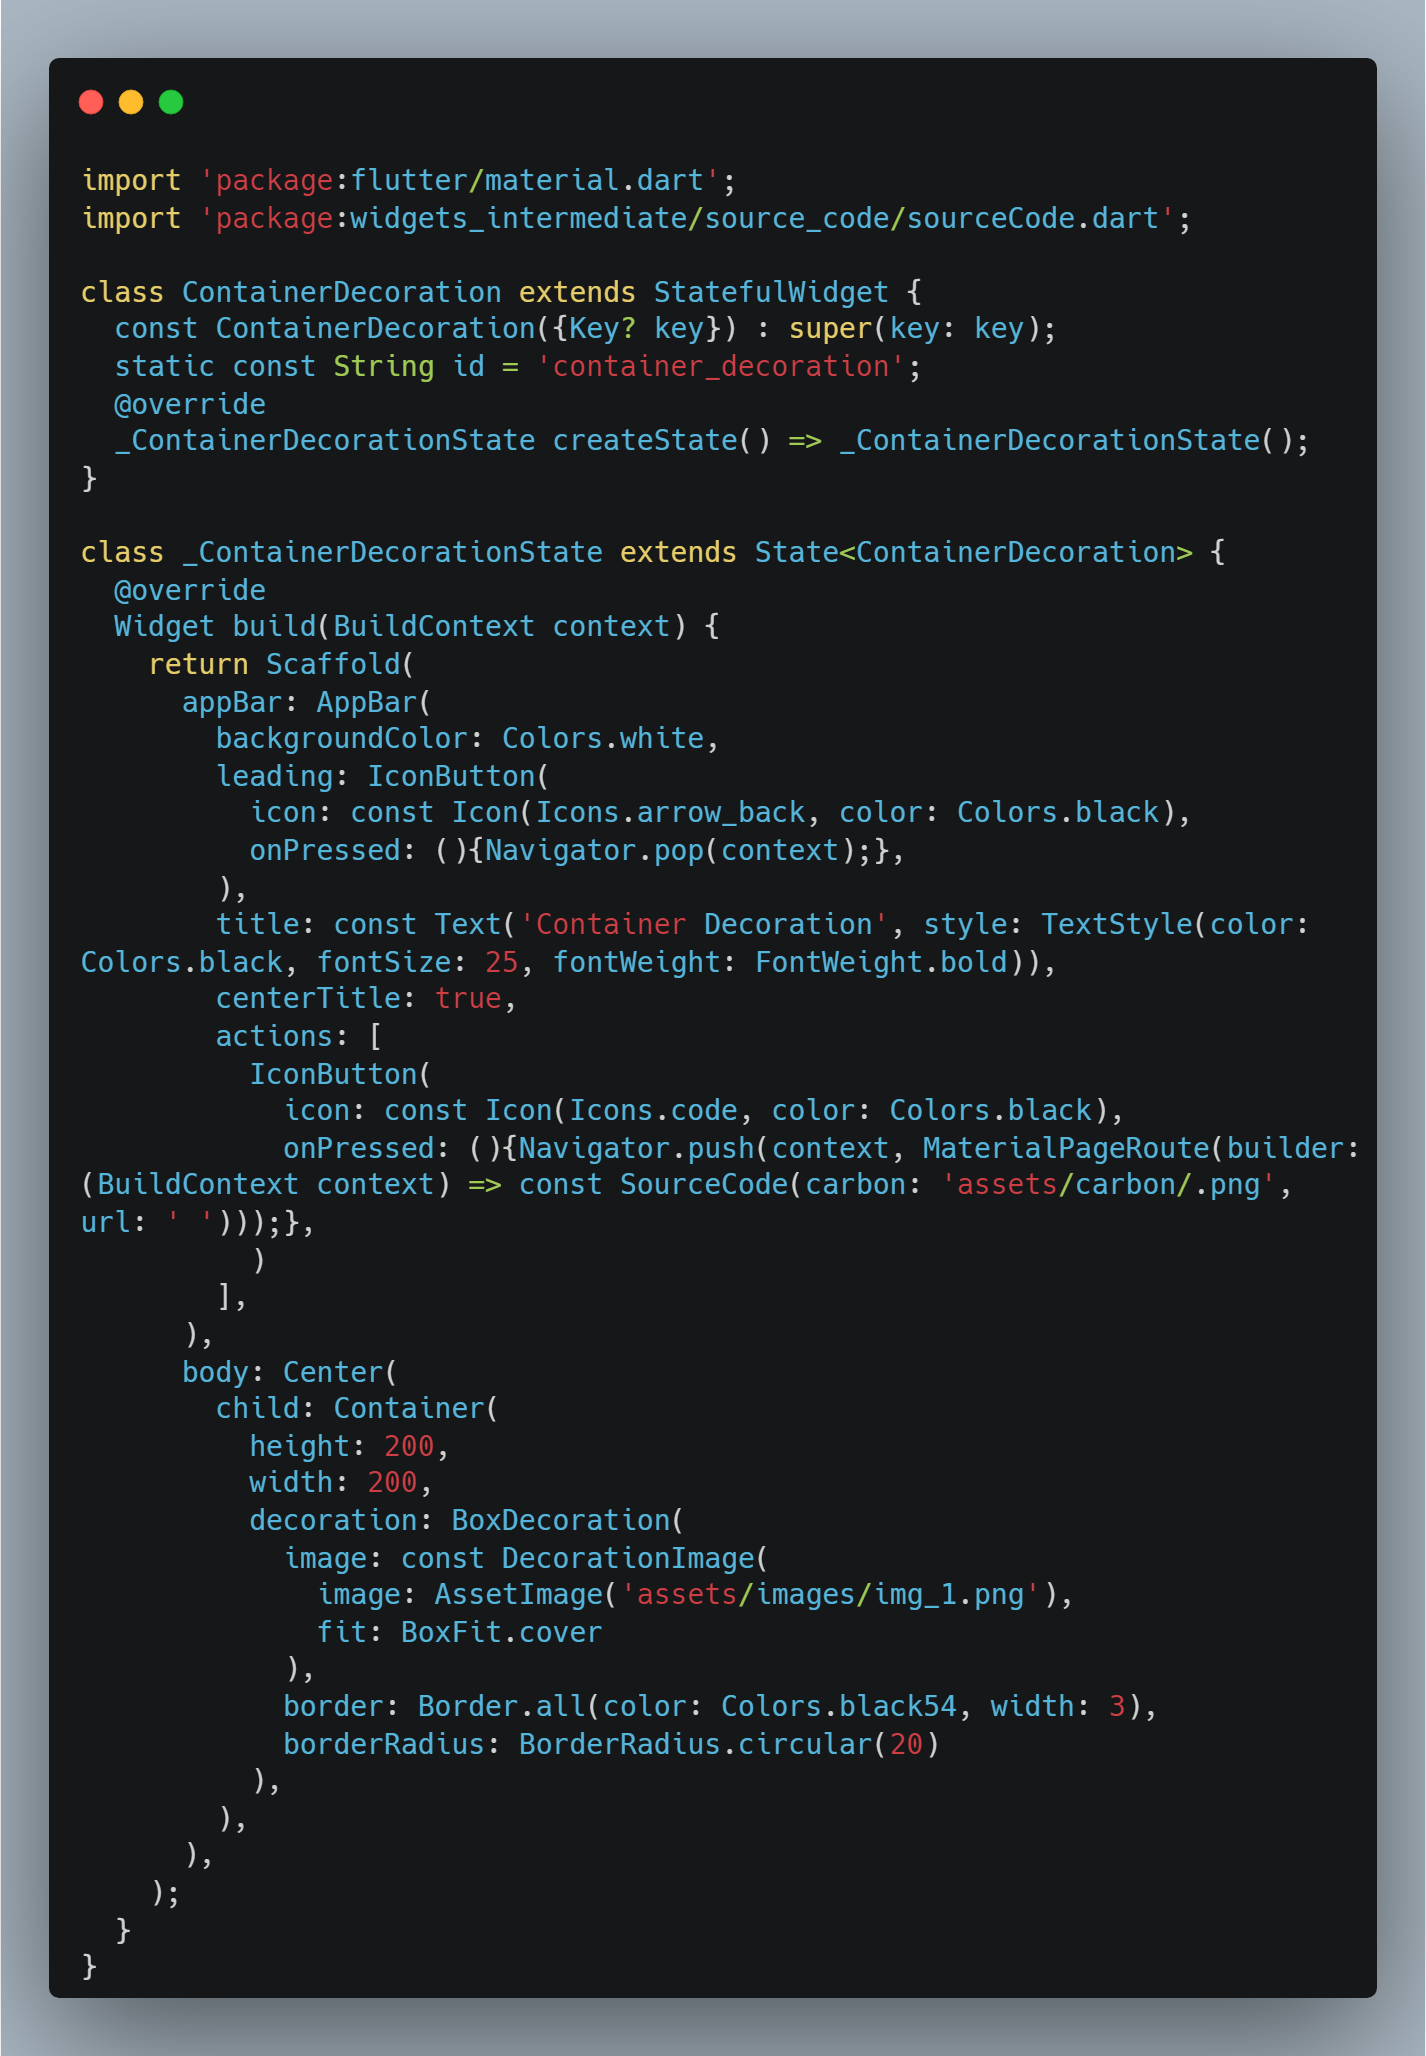 import 'package:flutter/material.dart';
import 'package:widgets_intermediate/source_code/sourceCode.dart';

class ContainerDecoration extends StatefulWidget {
  const ContainerDecoration({Key? key}) : super(key: key);
  static const String id = 'container_decoration';
  @override
  _ContainerDecorationState createState() => _ContainerDecorationState();
}

class _ContainerDecorationState extends State<ContainerDecoration> {
  @override
  Widget build(BuildContext context) {
    return Scaffold(
      appBar: AppBar(
        backgroundColor: Colors.white,
        leading: IconButton(
          icon: const Icon(Icons.arrow_back, color: Colors.black),
          onPressed: (){Navigator.pop(context);},
        ),
        title: const Text('Container Decoration', style: TextStyle(color:
Colors.black, fontSize: 25, fontWeight: FontWeight.bold)),
        centerTitle: true,
        actions: [
          IconButton(
            icon: const Icon(Icons.code, color: Colors.black),
            onPressed: (){Navigator.push(context, MaterialPageRoute(builder:
(BuildContext context) => const SourceCode(carbon: 'assets/carbon/.png',
url: ' ')));},
          )
        ],
      ),
      body: Center(
        child: Container(
          height: 200,
          width: 200,
          decoration: BoxDecoration(
            image: const DecorationImage(
              image: AssetImage('assets/images/img_1.png'),
              fit: BoxFit.cover
            ),
            border: Border.all(color: Colors.black54, width: 3),
            borderRadius: BorderRadius.circular(20)
          ),
        ),
      ),
    );
  }
}